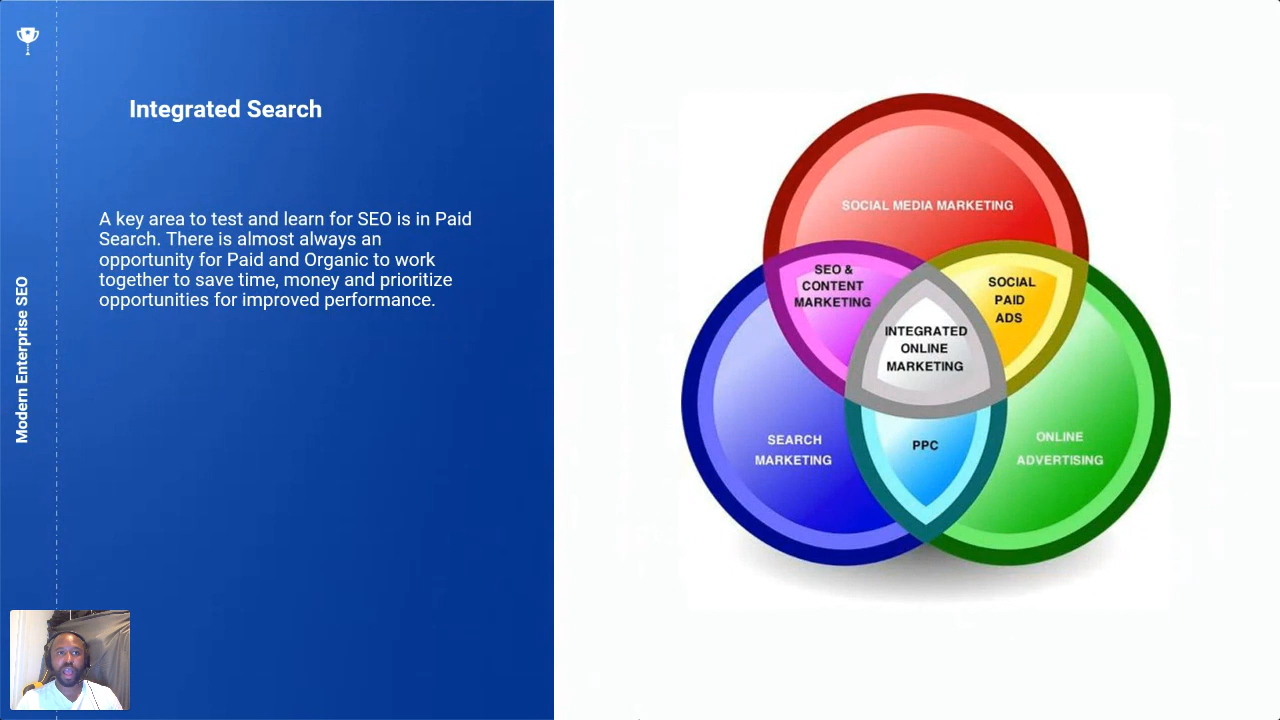 Integrated Search
A key area to test and learn for SEO is in Paid
Search. There is almost always an
opportunity for Paid and Organic to work
together to save time, money and prioritize
opportunities for improved performance.
Modern Enterprise SEO
SOCIAL MEDIA MARKETING
SEO &
CONTENT
MARKETING
SOCIAL
PAID
ADS
INTEGRATED
ONLINE
MARKETING
SEARCH
MARKETING
PPC
ONLINE
ADVERTISING